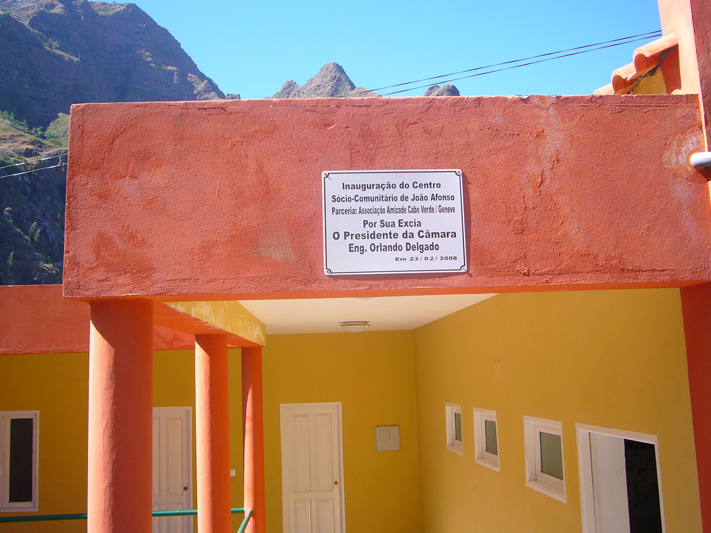 Inauguração do Centro
Sócio-Comunitário de João Afonso
Parceria: Associação Amizade Cabo Verde / Geneve
Por Sua Excia
O Presidente da Câmara
Eng. Orlando Delgado
Em 23 / 02 / 2008